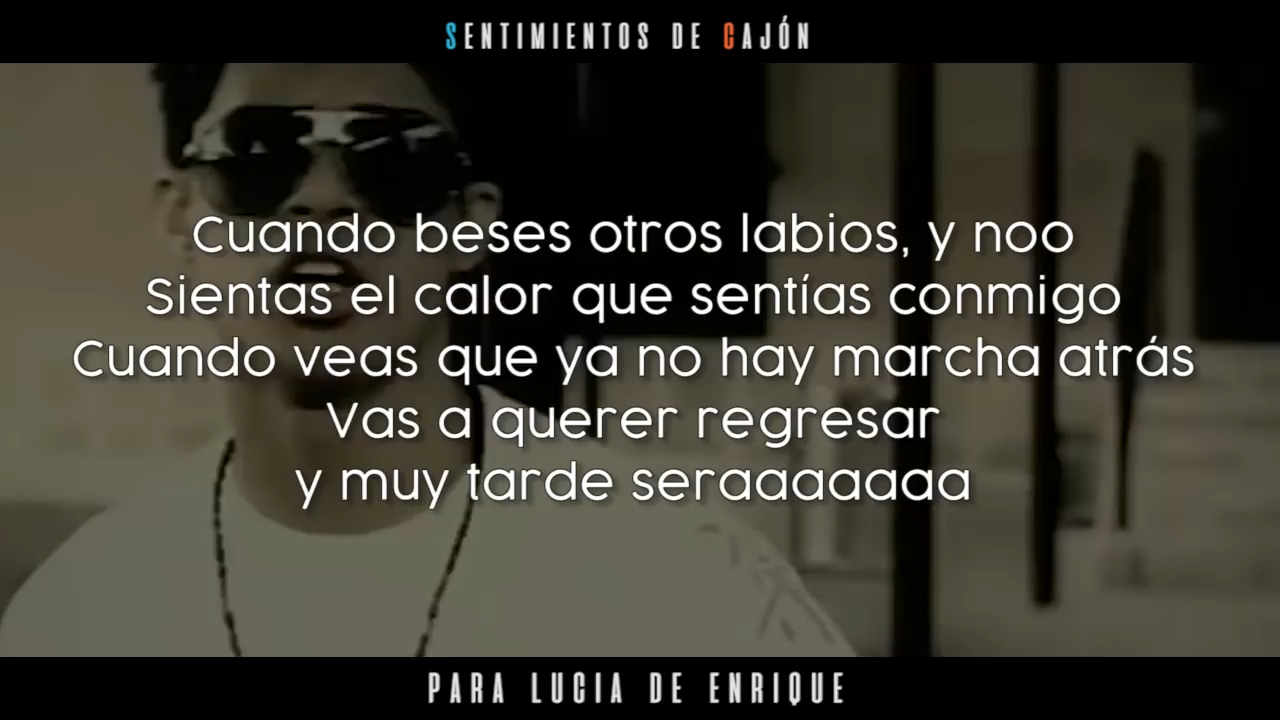 SENTIMIENTOS DE CAJÓN
Cuando beses otros labios, y noo
Sientas el calor que sentías conmigo
Cuando veas que ya no hay marcha atrás
Vas a querer regresar
y muy tarde seraaaaaaa
PARA LUCIA DE ENRIQUE